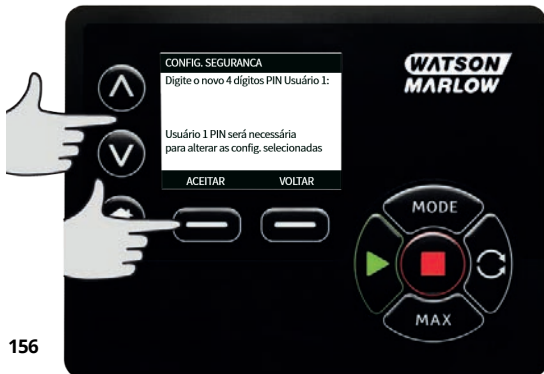 CONFIG. SEGURANCA
Digite o novo 4 dígitos PIN Usuário 1:
Usuário 1 PIN será necessária
para alterar as config. selecionadas
ACEITAR VOLTAR
WATSON
MARLOW
MODE
MAX
156